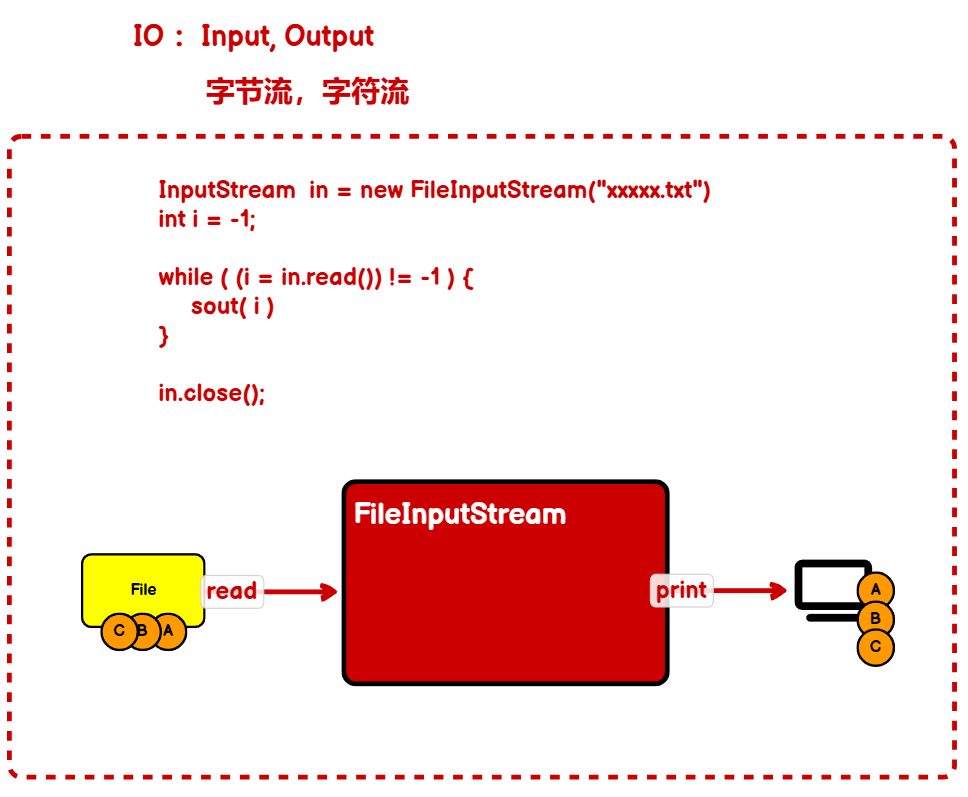 IO： Input, Output
字节流，字符流
InputStream  in = new FileInputStream("xxxxx.txt")
int i = -1;
while ( (i = in.read()) != -1 ) {
sout( i )
}
in.close();
FileInputStream
File
read
print
C B A
A
B
C